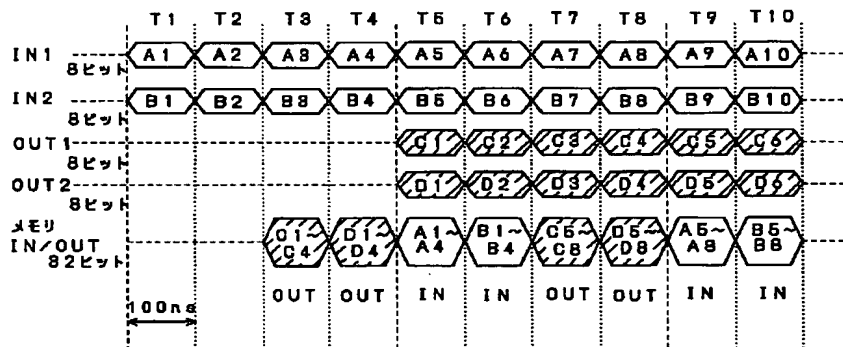 T1 T2 T3 T4 T5 T6 T7 T8 T9 T10
IN1 A1 A2 A3 A4 A5 A6 A7 A8 A9 A10
8ビット
IN2 B1 B2 B3 B4 B5 B6 B7 B8 B9 B10
8ビット
OUT1 C1 C2 C3 C4 C5 C6
8ビット
OUT2 D1 D2 D3 D4 D5 D6
8ビット
メモリ
IN/OUT C1~C4 D1~D4 A1~A4 B1~B4 C5~C8 D5~D8 A5~A8 B5~B8
32ビット
OUT OUT IN IN OUT OUT IN IN
100ns